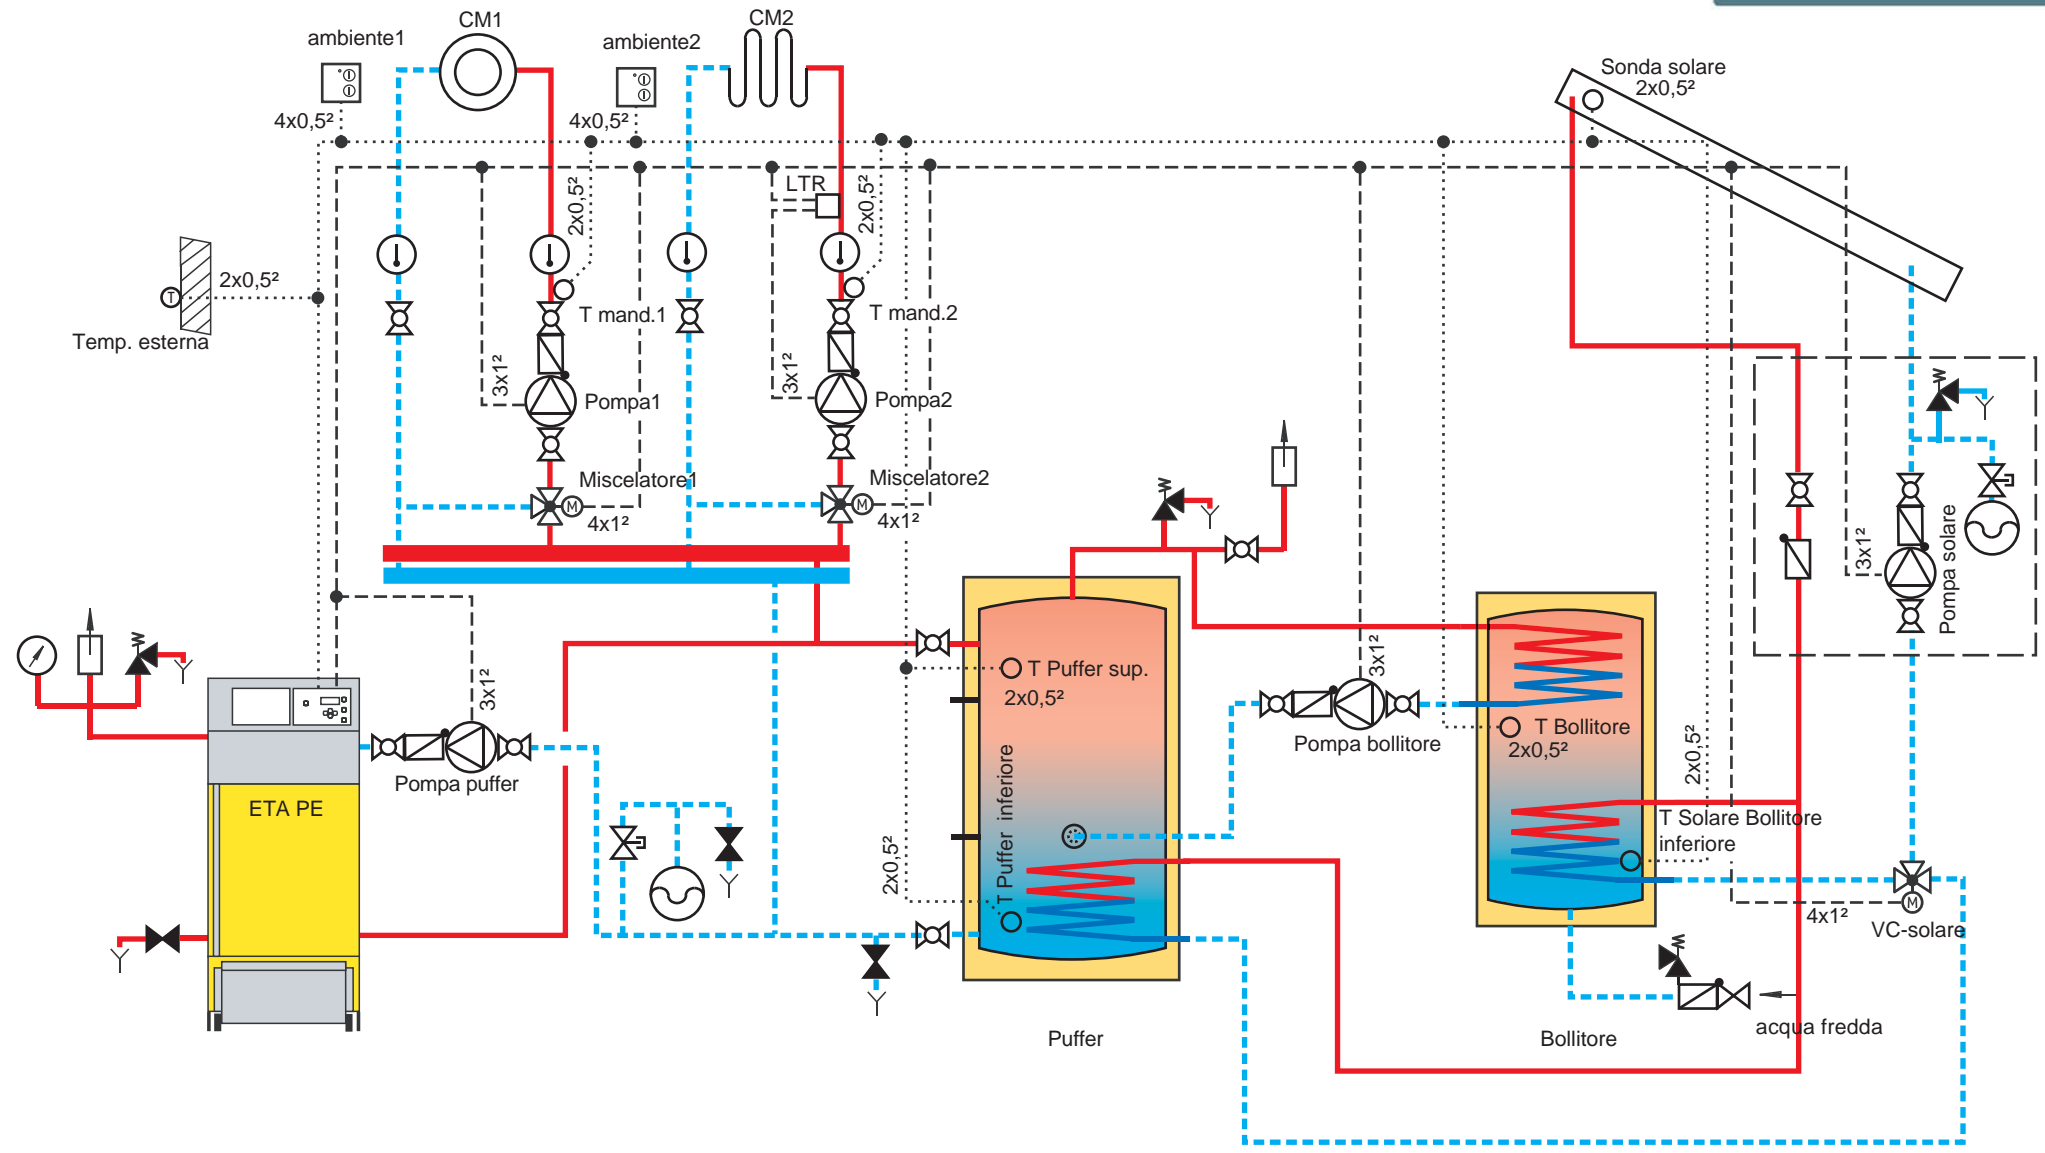 CM1
CM2
ambiente1
ambiente2
Sonda solare
2x0,5²
4x0,5²
4x0,5²
LTR
2x0,5²
2x0,5²
T
2x0,5²
Temp. esterna
T mand.1
T mand.2
3x1²
3x1²
Pompa1
Pompa2
Miscelatore1
Miscelatore2
M
4x1²
M
4x1²
3x1²
Pompa solare
3x1²
3x1²
T Puffer sup.
2x0,5²
Pompa puffer
Pompa bollitore
T Bollitore
2x0,5²
2x0,5²
ETA PE
T Puffer inferiore
2x0,5²
T Solare Bollitore
inferiore
M
4x1²
VC-solare
acqua fredda
Puffer
Bollitore